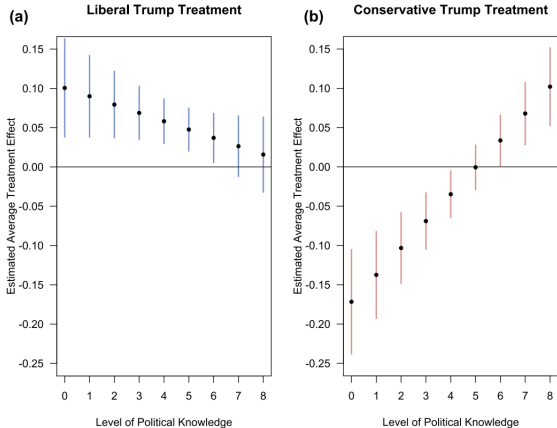 (a)
Liberal Trump Treatment
Estimated Average Treatment Effect
0.15
0.10
0.05
0.00
-0.05
-0.10
-0.15
-0.20
-0.25
0 1 2 3 4 5 6 7 8
Level of Political Knowledge
(b)
Conservative Trump Treatment
Estimated Average Treatment Effect
0.15
0.10
0.05
0.00
-0.05
-0.10
-0.15
-0.20
-0.25
0 1 2 3 4 5 6 7 8
Level of Political Knowledge